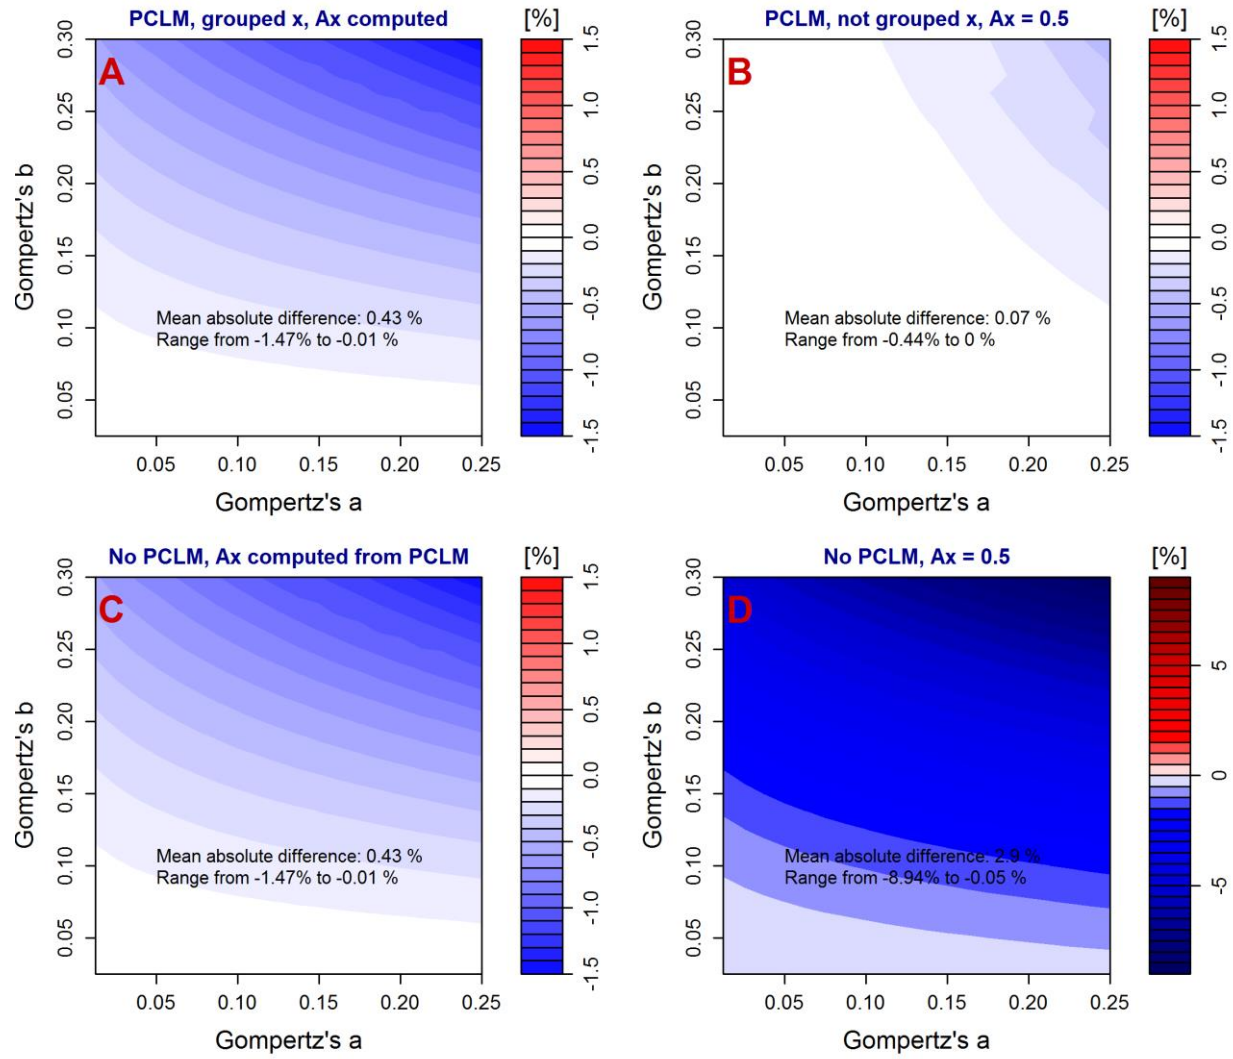 PCLM, grouped x, Ax computed
[%]
A
Gompertz's b
0.30
0.25
0.20
0.15
0.10
0.05
Mean absolute difference: 0.43 %
Range from -1.47% to -0.01 %
0.05 0.10 0.15 0.20 0.25
Gompertz's a
1.5
1.0
0.5
0.0
-0.5
-1.0
-1.5
PCLM, not grouped x, Ax = 0.5
[%]
B
Gompertz's b
0.30
0.25
0.20
0.15
0.10
0.05
Mean absolute difference: 0.07 %
Range from -0.44% to 0 %
0.05 0.10 0.15 0.20 0.25
Gompertz's a
1.5
1.0
0.5
0.0
-0.5
-1.0
-1.5
No PCLM, Ax computed from PCLM
[%]
C
Gompertz's b
0.30
0.25
0.20
0.15
0.10
0.05
Mean absolute difference: 0.43 %
Range from -1.47% to -0.01 %
0.05 0.10 0.15 0.20 0.25
Gompertz's a
1.5
1.0
0.5
0.0
-0.5
-1.0
-1.5
No PCLM, Ax = 0.5
[%]
D
Gompertz's b
0.30
0.25
0.20
0.15
0.10
0.05
Mean absolute difference: 2.9 %
Range from -8.94% to -0.05 %
0.05 0.10 0.15 0.20 0.25
Gompertz's a
5
0
-5